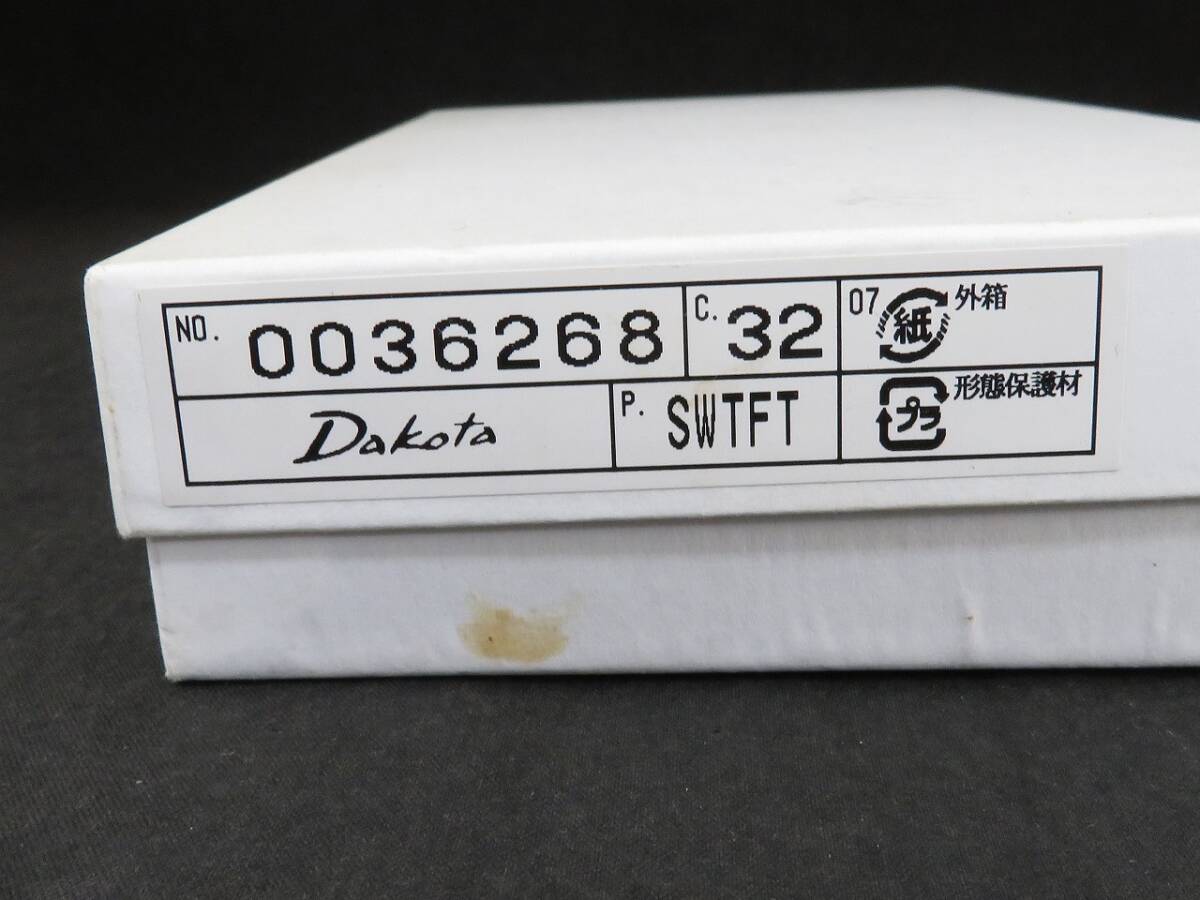 NO. 0036268
C. 32
07 紙 外箱
Dakota
P. SWTFT
プラ 形態保護材